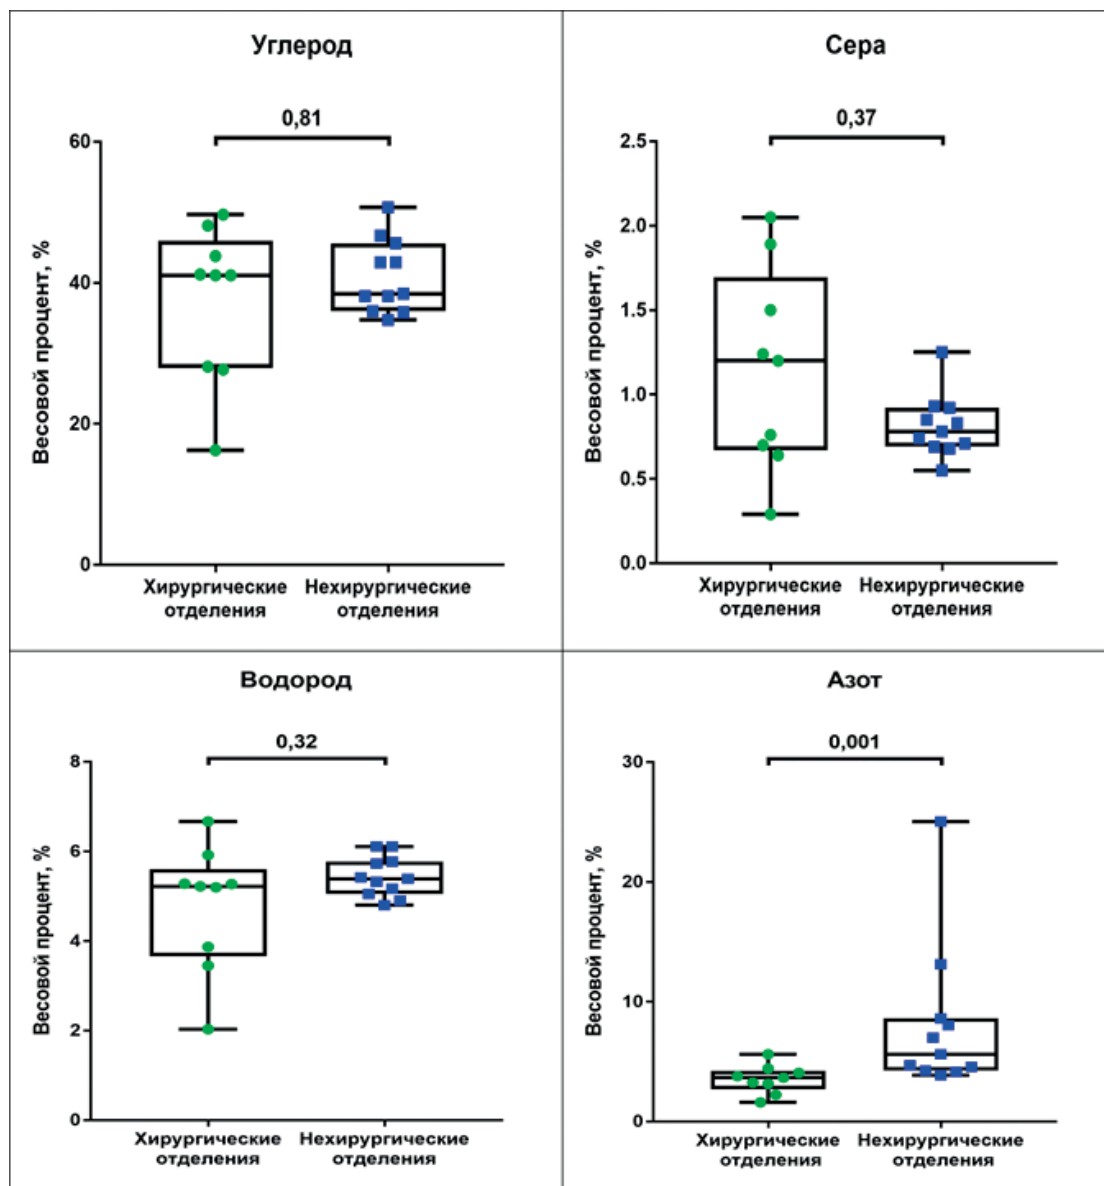 Углерод
0,81
Весовой процент, %
60
40
20
0
Хирургические
отделения
Нехирургические
отделения
Сера
0,37
Весовой процент, %
2.5
2.0
1.5
1.0
0.5
0.0
Хирургические
отделения
Нехирургические
отделения
Водород
0,32
Весовой процент, %
8
6
4
2
0
Хирургические
отделения
Нехирургические
отделения
Азот
0,001
Весовой процент, %
30
20
10
0
Хирургические
отделения
Нехирургические
отделения